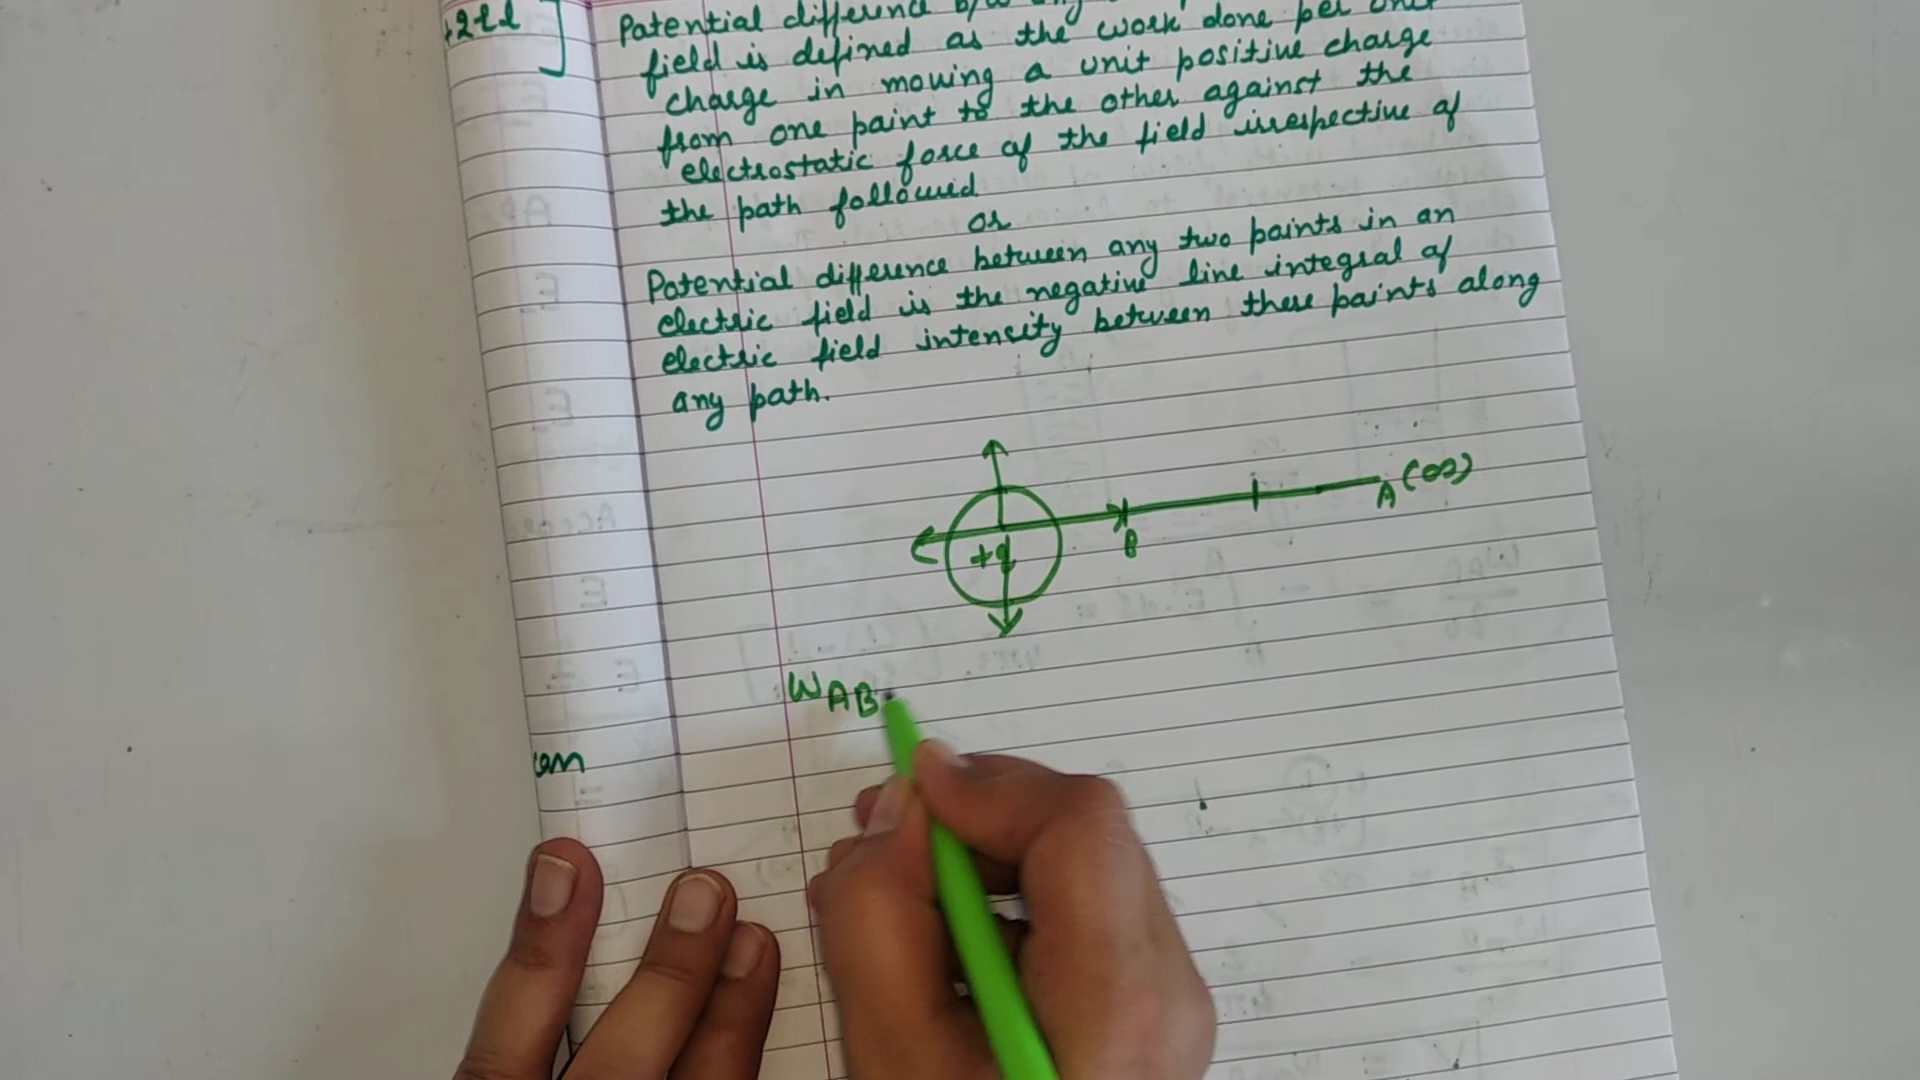 Potential difference b/w any
field is defined as the work done per unit
charge in moving a unit positive charge
from one paint to the other against the
electrostatic force of the field irrespective of
the path followed
or
Potential difference between any two paints in an
electric field is the negative line integral of
electric field intensity between these paints along
any path.
A (∞)
B
+q
W AB